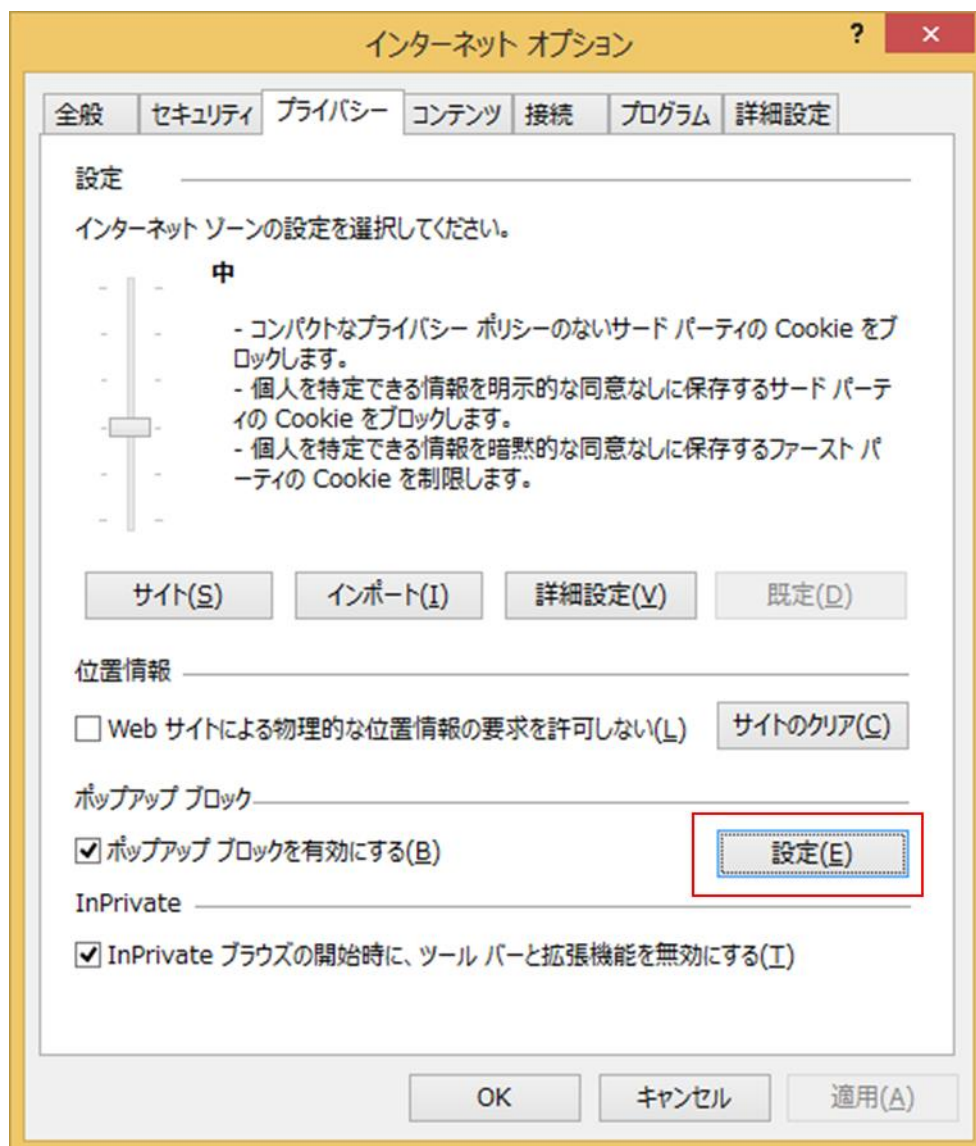 インターネット オプション
?
×
全般 セキュリティ プライバシー コンテンツ 接続 プログラム 詳細設定
設定
インターネット ゾーンの設定を選択してください。
中
- コンパクトなプライバシー ポリシーのないサード パーティの Cookie をブ
ロックします。
- 個人を特定できる情報を明示的な同意なしに保存するサード パーテ
ィの Cookie をブロックします。
- 個人を特定できる情報を暗黙的な同意なしに保存するファースト パ
ーティの Cookie を制限します。
サイト(S) インポート(I) 詳細設定(V) 既定(D)
位置情報
Web サイトによる物理的な位置情報の要求を許可しない(L) サイトのクリア(C)
ポップアップ ブロック
ポップアップ ブロックを有効にする(B) 設定(E)
InPrivate
InPrivate ブラウズの開始時に、ツール バーと拡張機能を無効にする(T)
OK キャンセル 適用(A)